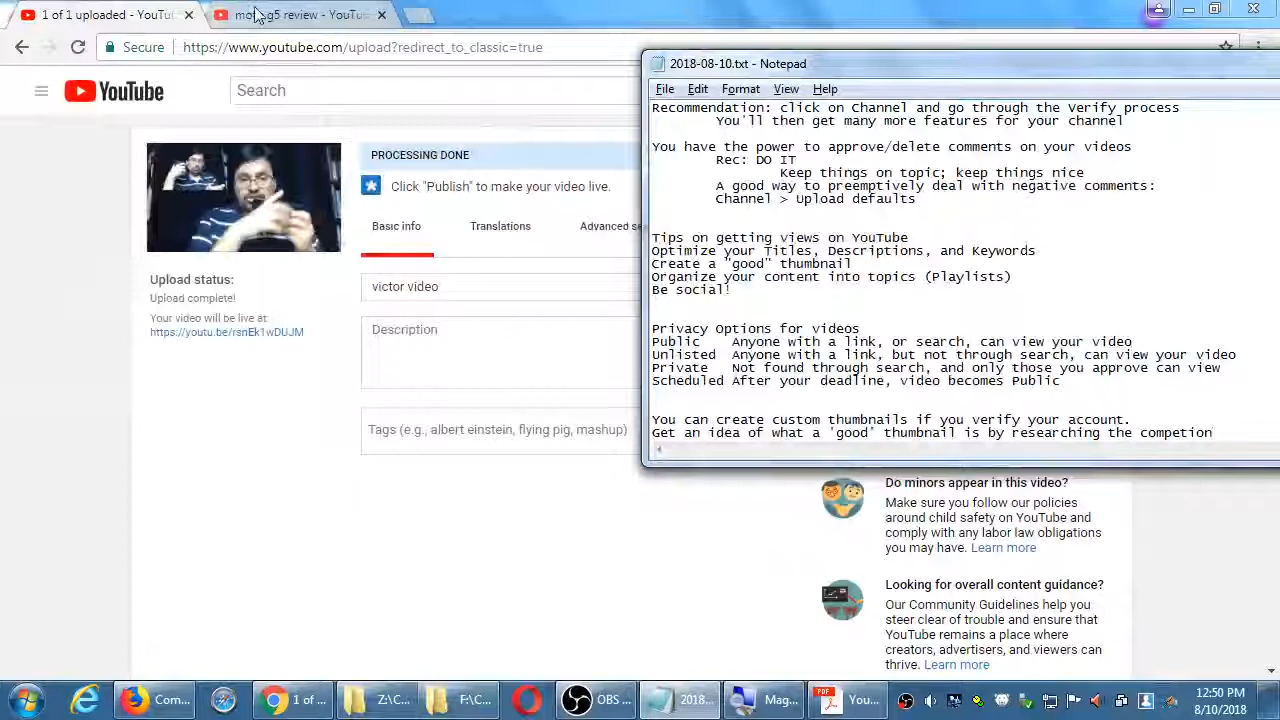 1 of 1 uploaded - YouTu
g5 review - YouTu
Secure
https://www.youtube.com/upload?redirect_to_classic=true
YouTube
Search
PROCESSING DONE
Click "Publish" to make your video live.
Basic info
Translations
Advanced se
Upload status:
Upload complete!
Your video will be live at:
https://youtu.be/rsnEk1wDUJM
victor video
Description
Tags (e.g., albert einstein, flying pig, mashup)
2018-08-10.txt - Notepad
File Edit Format View Help
Recommendation: click on Channel and go through the Verify process
You'll then get many more features for your channel
You have the power to approve/delete comments on your videos
Rec: DO IT
Keep things on topic; keep things nice
A good way to preemptively deal with negative comments:
Channel > Upload defaults
Tips on getting views on YouTube
Optimize your Titles, Descriptions, and Keywords
Create a "good" thumbnail
Organize your content into topics (Playlists)
Be social!
Privacy Options for videos
Public Anyone with a link, or search, can view your video
Unlisted Anyone with a link, but not through search, can view your video
Private Not found through search, and only those you approve can view
Scheduled After your deadline, video becomes Public
You can create custom thumbnails if you verify your account.
Get an idea of what a 'good' thumbnail is by researching the competion
Do minors appear in this video?
Make sure you follow our policies
around child safety on YouTube and
comply with any labor law obligations
you may have. Learn more
Looking for overall content guidance?
Our Community Guidelines help you
steer clear of trouble and ensure that
YouTube remains a place where
creators, advertisers, and viewers can
thrive. Learn more
Com...
1 of ...
Z:\C...
F:\C...
OBS ...
2018...
Mag...
PDF
You...
12:50 PM
8/10/2018